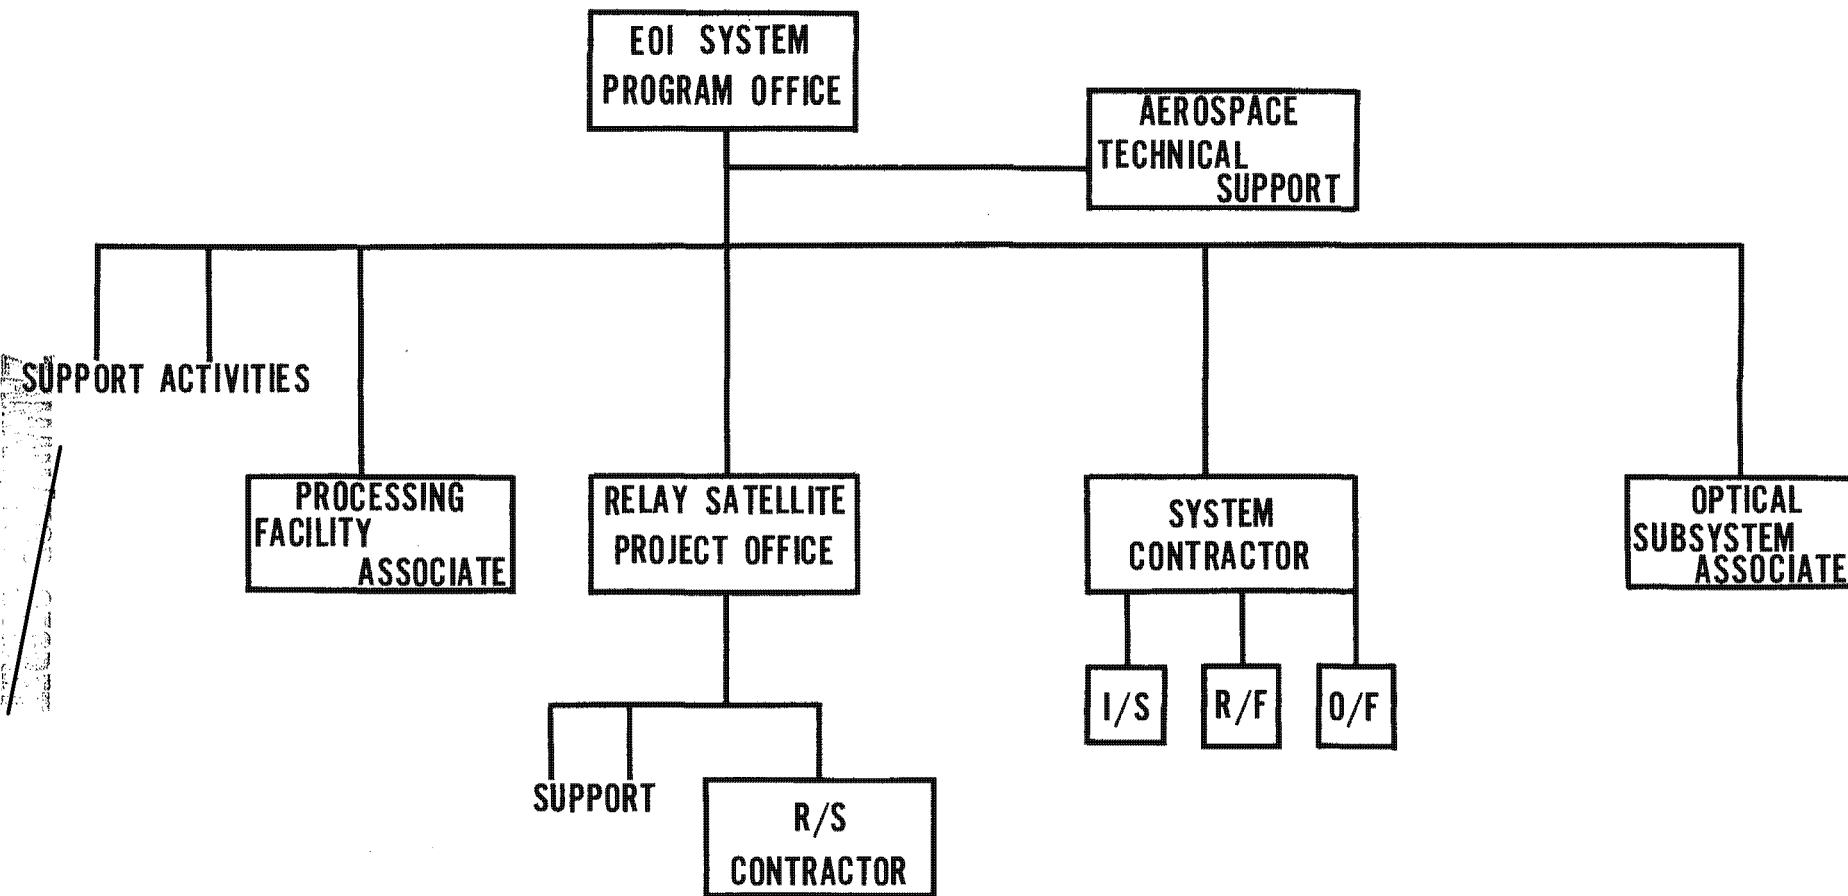 EOI SYSTEM
PROGRAM OFFICE
AEROSPACE
TECHNICAL
SUPPORT
SUPPORT ACTIVITIES
PROCESSING
FACILITY
ASSOCIATE
RELAY SATELLITE
PROJECT OFFICE
SYSTEM
CONTRACTOR
OPTICAL
SUBSYSTEM
ASSOCIATE
I/S
R/F
O/F
SUPPORT
R/S
CONTRACTOR